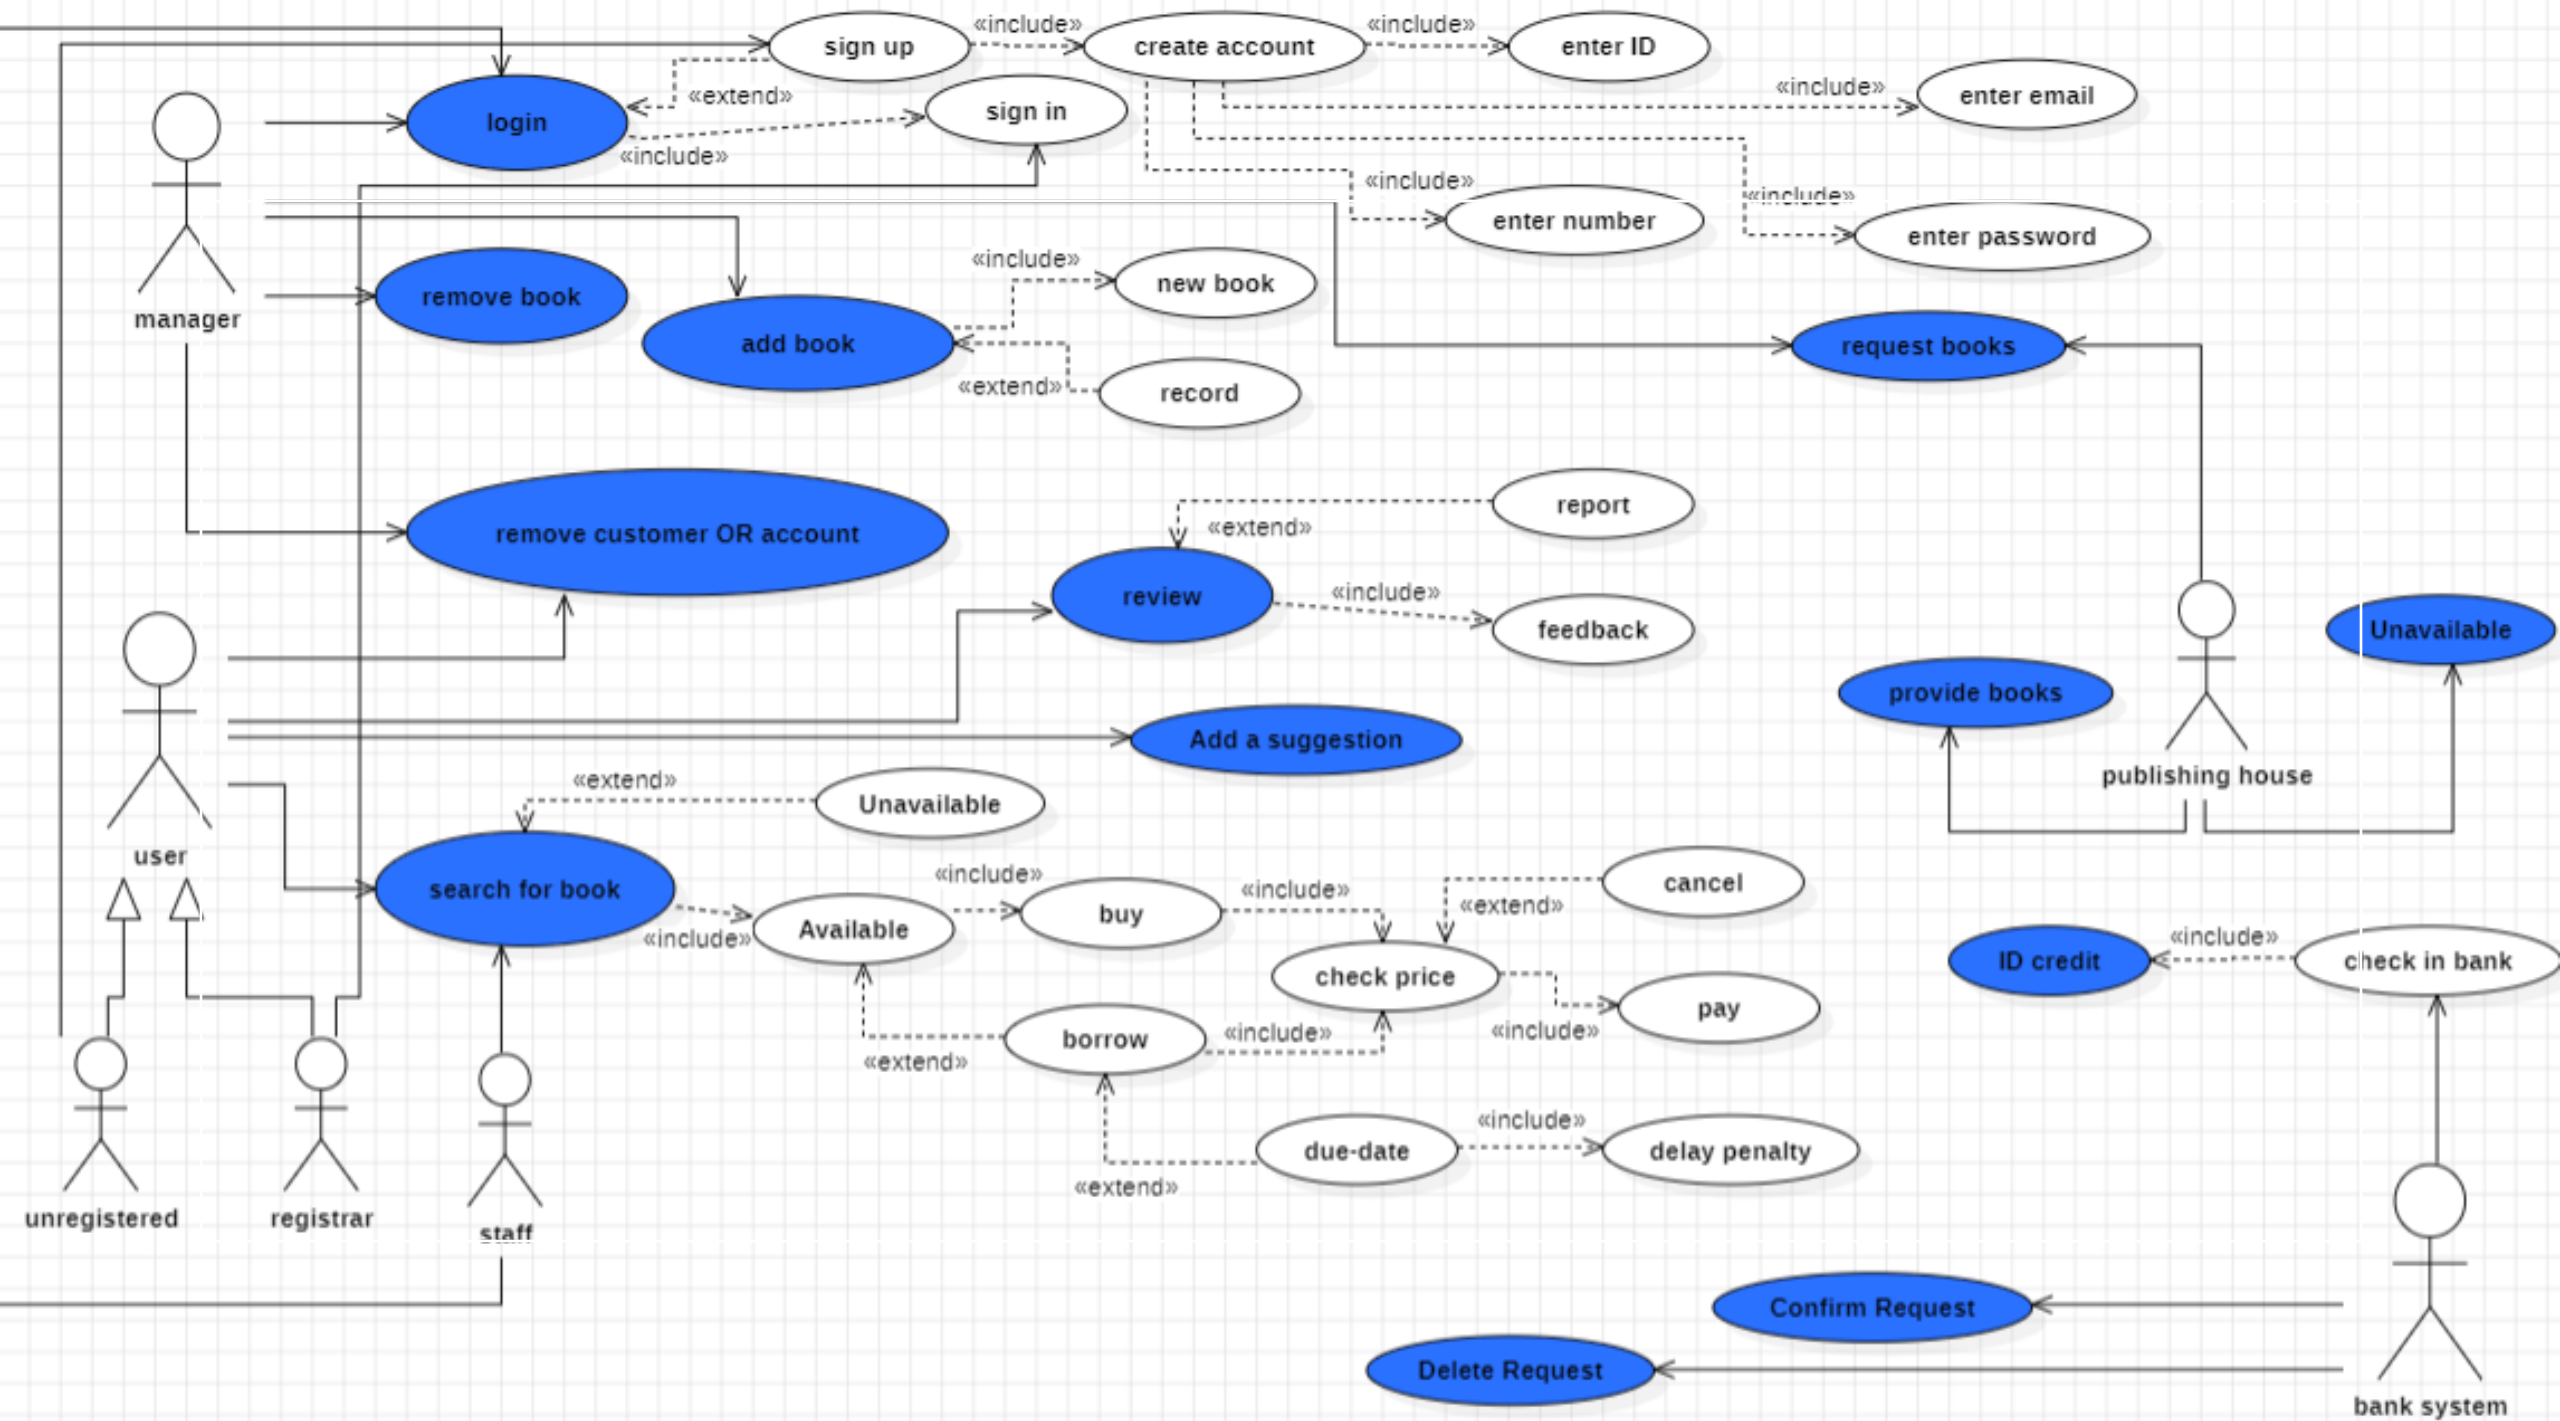 «include»
«include»
sign up
create account
enter ID
«include»
enter email
«extend»
sign in
login
«include»
«include»
«include»
enter number
enter password
«include»
new book
remove book
manager
add book
request books
«extend»
record
report
«extend»
remove customer OR account
«include»
review
feedback
Unavailable
provide books
Add a suggestion
publishing house
«extend»
Unavailable
user
«include»
«include»
cancel
search for book
«extend»
buy
Available
«include»
«include»
ID credit
check in bank
check price
pay
«include»
«include»
borrow
«extend»
«include»
due-date
delay penalty
«extend»
unregistered
registrar
staff
Confirm Request
Delete Request
bank system